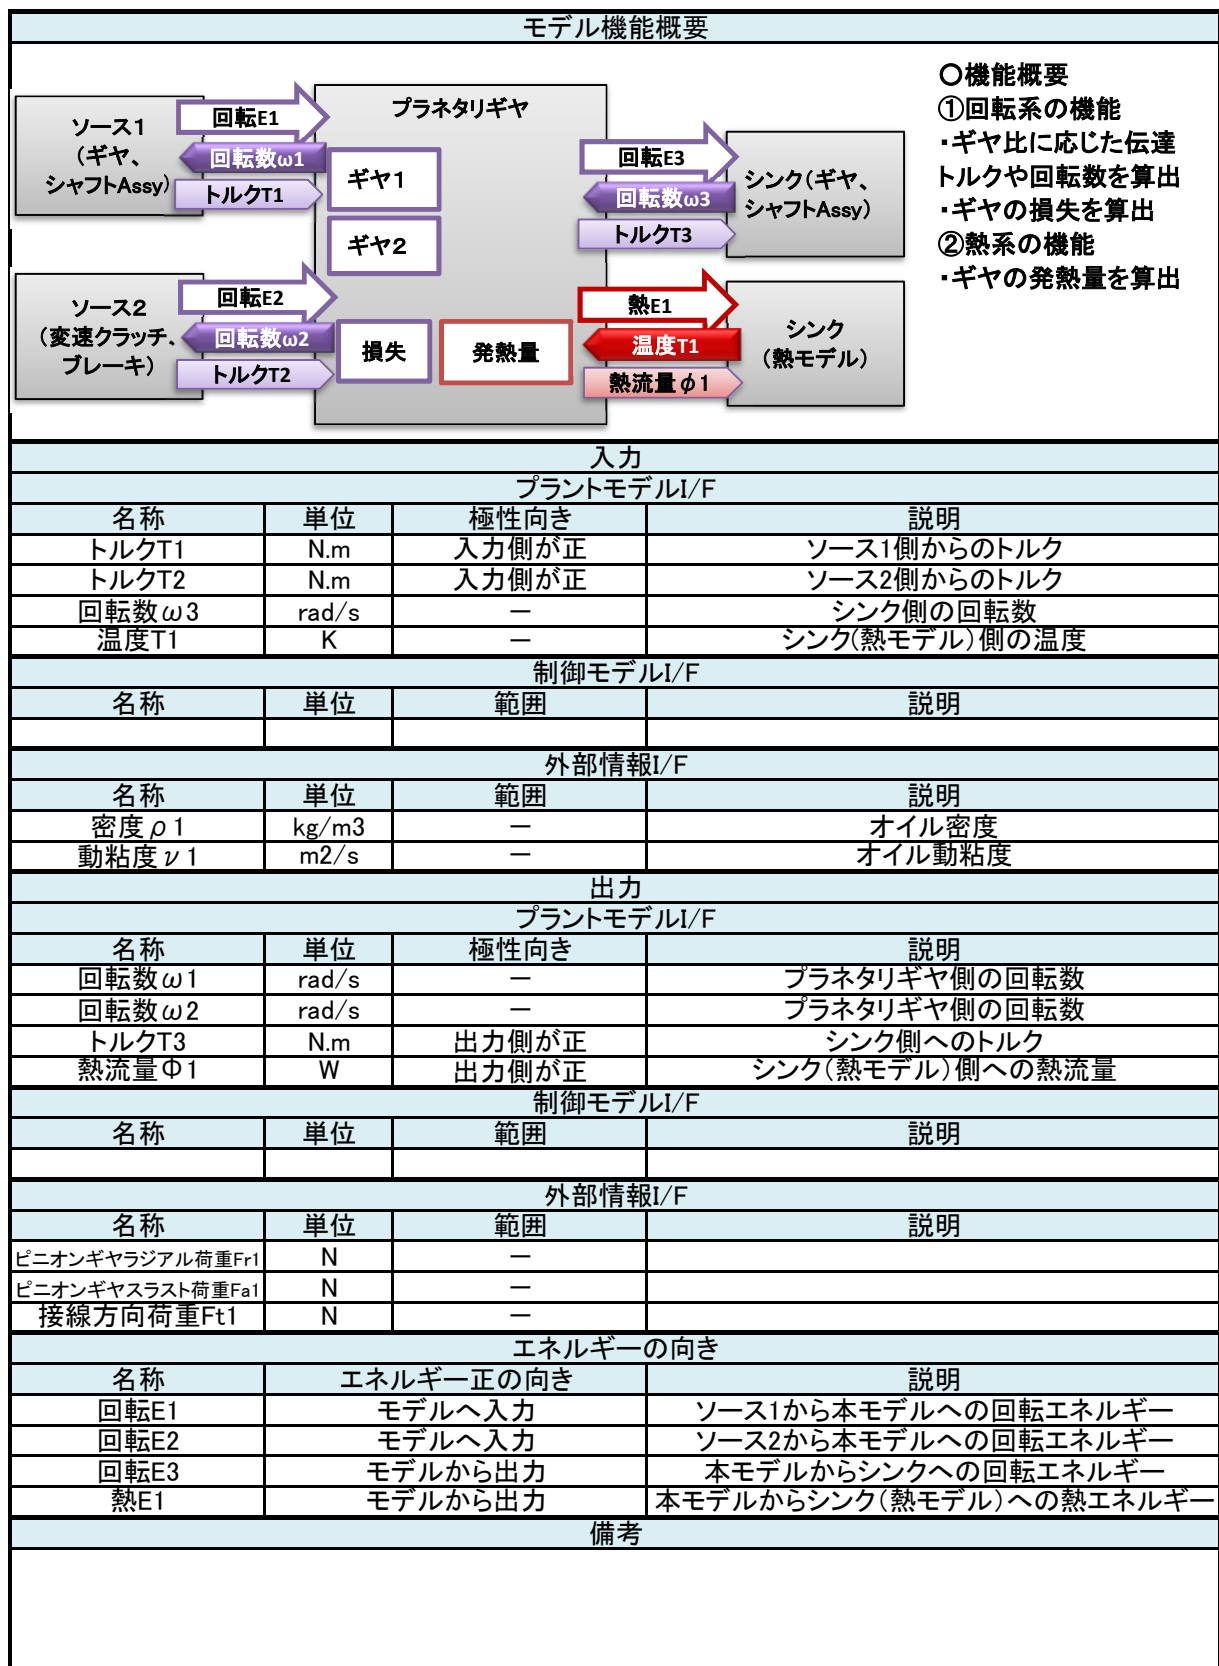 モデル機能概要
ソース1
(ギヤ、
シャフトAssy)
回転E1
回転数ω1
トルクT1
ソース2
(変速クラッチ、
ブレーキ)
回転E2
回転数ω2
トルクT2
プラネタリギヤ
ギヤ1
ギヤ2
損失
発熱量
回転E3
回転数ω3
トルクT3
シンク(ギヤ、
シャフトAssy)
熱E1
温度T1
熱流量φ1
シンク
(熱モデル)
〇機能概要
①回転系の機能
・ギヤ比に応じた伝達
トルクや回転数を算出
・ギヤの損失を算出
②熱系の機能
・ギヤの発熱量を算出
入力
プラントモデルI/F
名称 単位 極性向き 説明
トルクT1 N.m 入力側が正 ソース1側からのトルク
トルクT2 N.m 入力側が正 ソース2側からのトルク
回転数ω3 rad/s － シンク側の回転数
温度T1 K － シンク(熱モデル)側の温度
制御モデルI/F
名称 単位 範囲 説明
外部情報I/F
名称 単位 範囲 説明
密度ρ1 kg/m3 － オイル密度
動粘度ν1 m2/s － オイル動粘度
出力
プラントモデルI/F
名称 単位 極性向き 説明
回転数ω1 rad/s － プラネタリギヤ側の回転数
回転数ω2 rad/s － プラネタリギヤ側の回転数
トルクT3 N.m 出力側が正 シンク側へのトルク
熱流量Φ1 W 出力側が正 シンク(熱モデル)側への熱流量
制御モデルI/F
名称 単位 範囲 説明
外部情報I/F
名称 単位 範囲 説明
ピニオンギヤラジアル荷重Fr1 N －
ピニオンギヤスラスト荷重Fa1 N －
接線方向荷重Ft1 N －
エネルギーの向き
名称 エネルギー正の向き 説明
回転E1 モデルへ入力 ソース1から本モデルへの回転エネルギー
回転E2 モデルへ入力 ソース2から本モデルへの回転エネルギー
回転E3 モデルから出力 本モデルからシンクへの回転エネルギー
熱E1 モデルから出力 本モデルからシンク(熱モデル)への熱エネルギー
備考